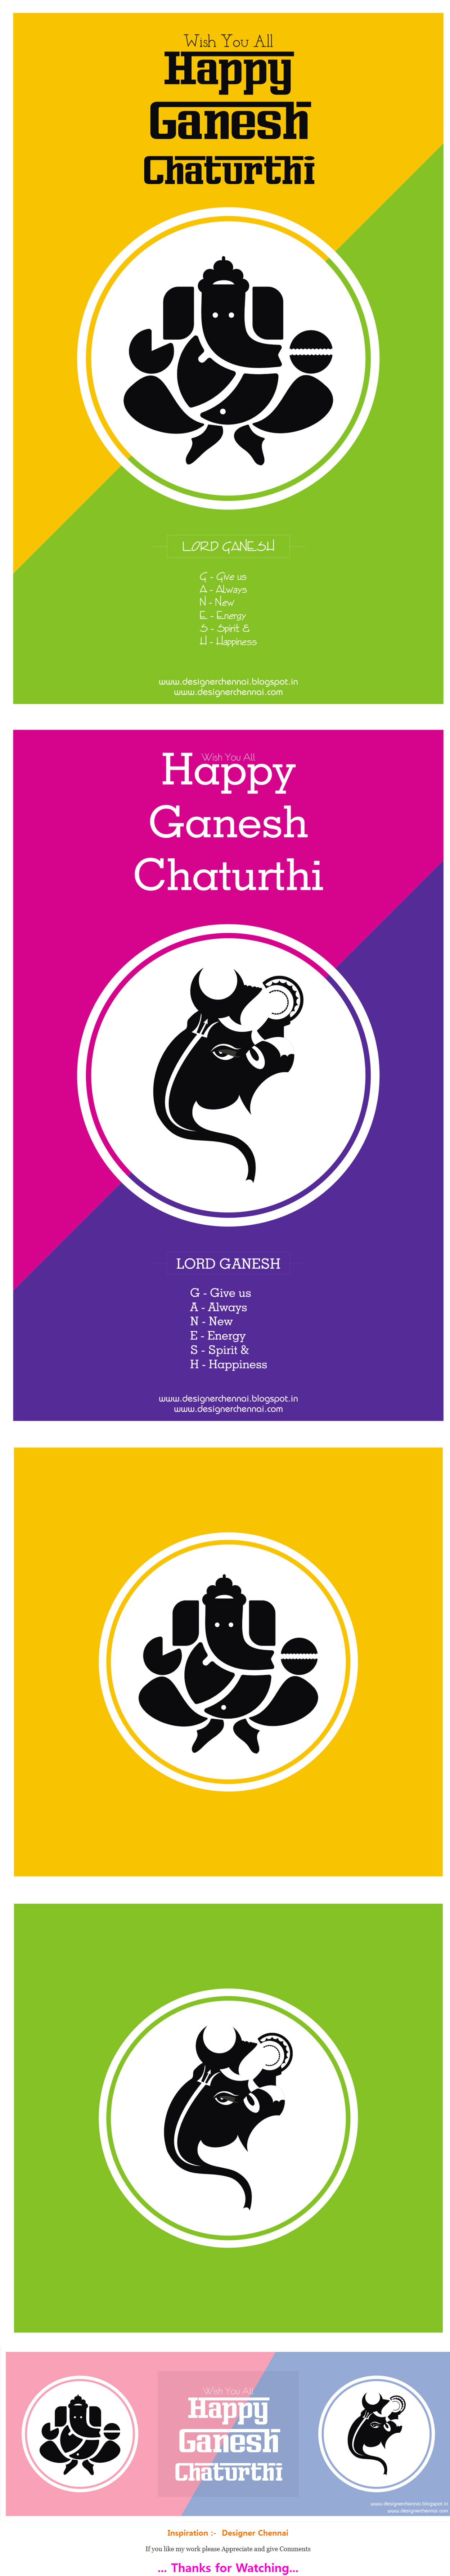 Wish You All
Happy
Ganesh
Chaturthi
LORD GANESH
G - Give us
A - Always
N - New
E - Energy
S - Spirit &
H - Happiness
www.designerchennai.blogspot.in
www.designerchennai.com
Wish You All
Happy
Ganesh
Chaturthi
LORD GANESH
G - Give us
A - Always
N - New
E - Energy
S - Spirit &
H - Happiness
www.designerchennai.blogspot.in
www.designerchennai.com
Wish You All
Happy
Ganesh
Chaturthi
www.designerchennai.blogspot.in
www.designerchennai.com
Inspiration :- Designer Chennai
If you like my work please Appreciate and give Comments
... Thanks for Watching...